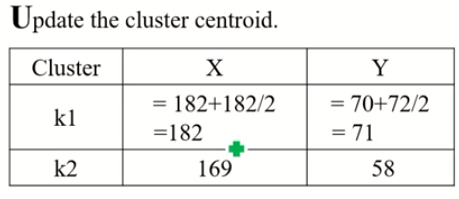 Update the cluster centroid.
Cluster X Y
k1 = 182+182/2 = 70+72/2
=182 = 71
k2 169 58